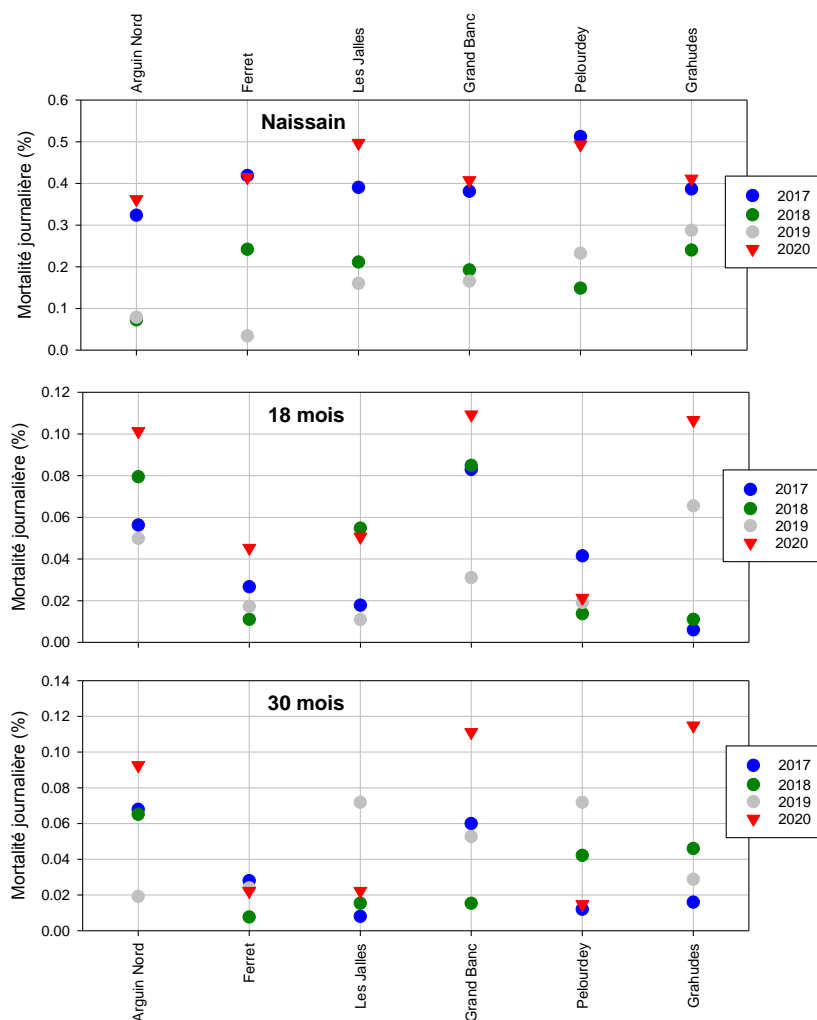 Arguin Nord
Ferret
Les Jalles
Grand Banc
Pelourdey
Grahudes
Naissain
Mortalité journalière (%)
0.6
0.5
0.4
0.3
0.2
0.1
0.0
2017
2018
2019
2020
18 mois
Mortalité journalière (%)
0.12
0.10
0.08
0.06
0.04
0.02
0.00
2017
2018
2019
2020
30 mois
Mortalité journalière (%)
0.14
0.12
0.10
0.08
0.06
0.04
0.02
0.00
2017
2018
2019
2020
Arguin Nord
Ferret
Les Jalles
Grand Banc
Pelourdey
Grahudes